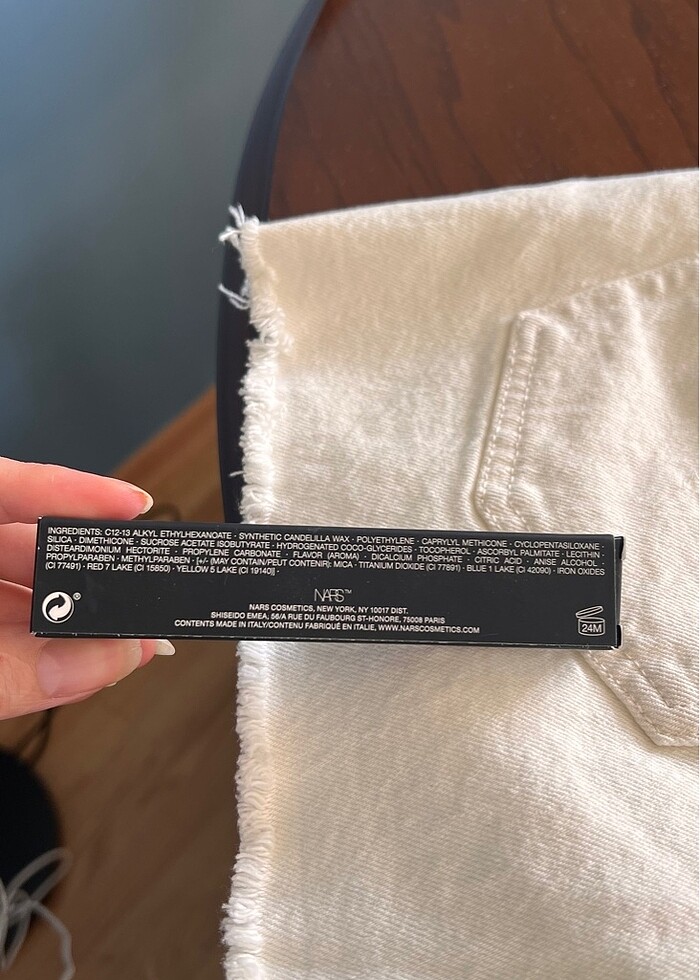 INGREDIENTS: C12-13 ALKYL ETHYLHEXANOATE · SYNTHETIC CANDELILLA WAX · POLYETHYLENE · CAPRYLYL METHICONE · CYCLOPENTASILOXANE ·
SILICA · DIMETHICONE · SUCROSE ACETATE ISOBUTYRATE · HYDROGENATED COCO-GLYCERIDES · TOCOPHEROL · ASCORBYL PALMITATE · LECITHIN ·
DISTEARDIMONIUM HECTORITE · PROPYLENE CARBONATE · FLAVOR (AROMA) · DICALCIUM PHOSPHATE · CITRIC ACID · ANISE ALCOHOL ·
PROPYLPARABEN · METHYLPARABEN · [+/- (MAY CONTAIN/PEUT CONTENIR): MICA · TITANIUM DIOXIDE (CI 77891) · BLUE 1 LAKE (CI 42090) · IRON OXIDES
(CI 77491) · RED 7 LAKE (CI 15850) · YELLOW 5 LAKE (CI 19140)] ·
NARS™
NARS COSMETICS, NEW YORK, NY 10017 DIST.
SHISEIDO EMEA, 56/A RUE DU FAUBOURG ST-HONORE, 75008 PARIS
CONTENTS MADE IN ITALY/CONTENU FABRIQUÉ EN ITALIE, WWW.NARSCOSMETICS.COM
®
24M